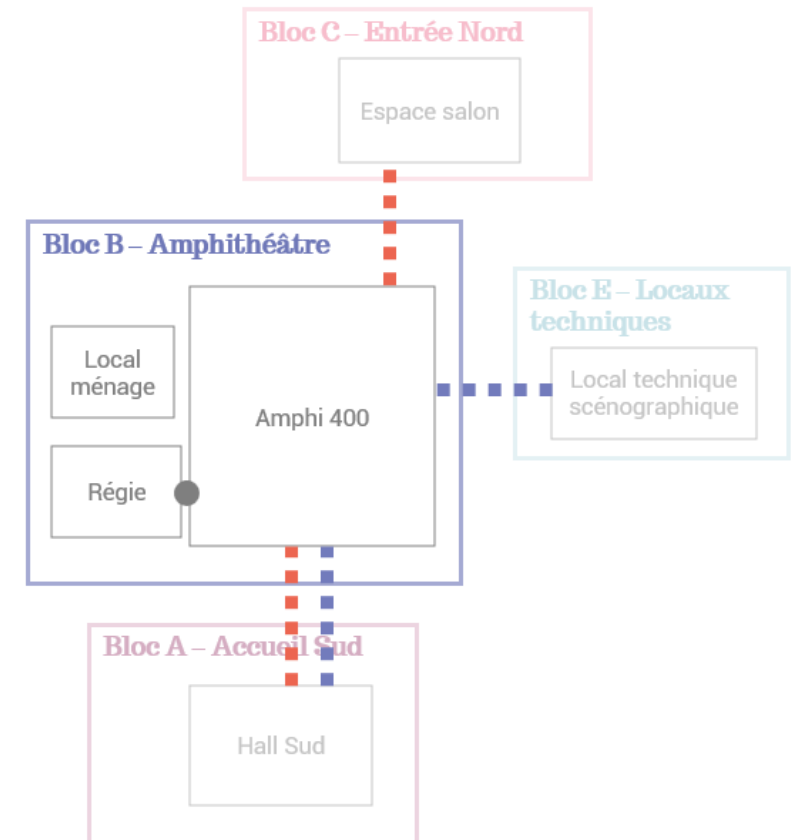 Bloc C – Entrée Nord
Espace salon
Bloc B – Amphithéâtre
Bloc E – Locaux
techniques
Local
ménage
Amphi 400
Local technique
scénographique
Régie
Bloc A – Accueil Sud
Hall Sud